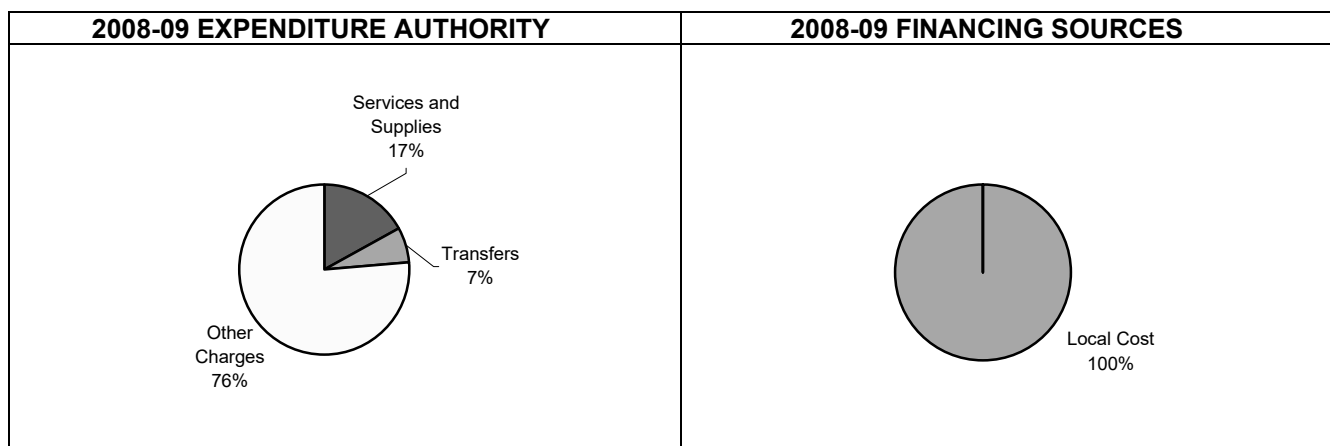 2008-09 EXPENDITURE AUTHORITY
2008-09 FINANCING SOURCES
Services and
Supplies
17%
Transfers
7%
Other
Charges
76%
Local Cost
100%